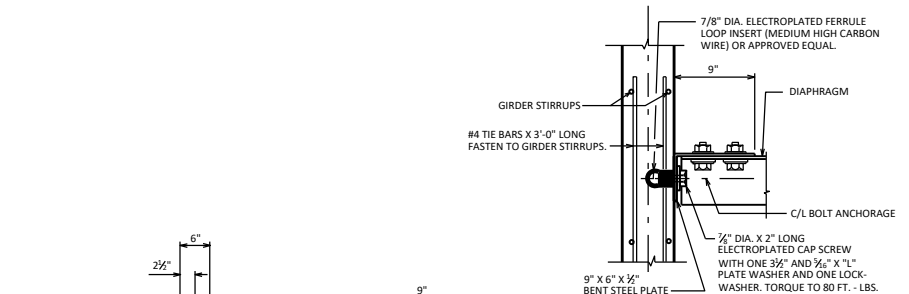 7/8" DIA. ELECTROPLATED FERRULE
LOOP INSERT (MEDIUM HIGH CARBON
WIRE) OR APPROVED EQUAL.
9"
DIAPHRAGM
GIRDER STIRRUPS
#4 TIE BARS X 3'-0" LONG
FASTEN TO GIRDER STIRRUPS.
C/L BOLT ANCHORAGE
⅞" DIA. X 2" LONG
ELECTROPLATED CAP SCREW
WITH ONE 3½" AND 5⁄16" X "L"
PLATE WASHER AND ONE LOCK-
WASHER. TORQUE TO 80 FT. - LBS.
9" X 6" X ½"
BENT STEEL PLATE
6"
2½"
9"